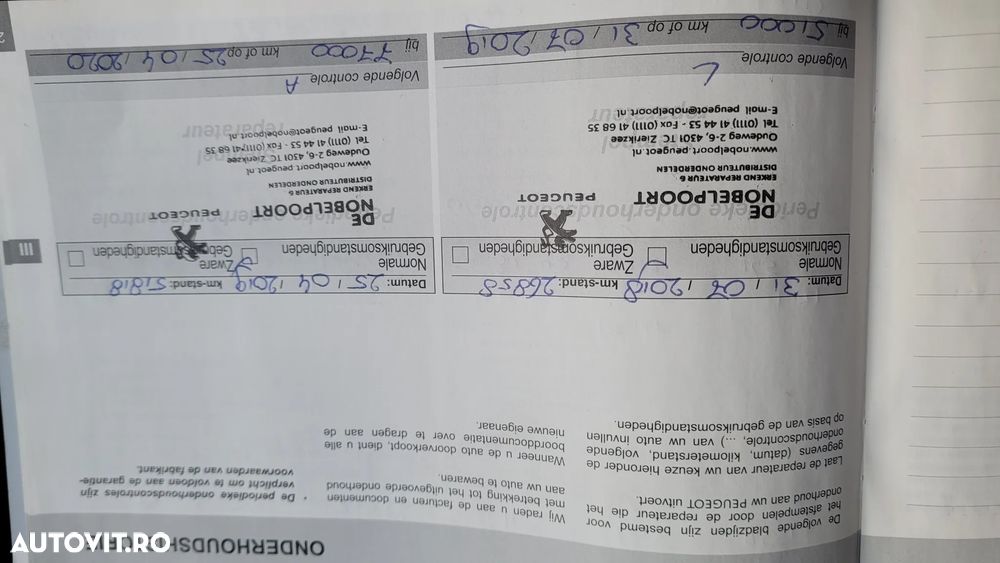 ONDERHOUDSH
De volgende bladzijden zijn bestemd voor
het afstempelen door de reparateur die het
onderhoud aan uw PEUGEOT uitvoert.
Laat de reparateur van uw keuze hieronder de
gegevens (datum, kilometerstand, volgende
onderhoudscontrole, ...) van uw auto invullen
op basis van de gebruiksomstandigheden.
Wij raden u aan de facturen en documenten
met betrekking tot het uitgevoerde onderhoud
aan uw auto te bewaren.
Wanneer u de auto doorverkoopt, dient u alle
boorddocumentatie over te dragen aan de
nieuwe eigenaar.
De periodieke onderhoudscontroles zijn
verplicht om te voldoen aan de garantie-
voorwaarden van de fabrikant.
Datum: 31 / 07 / 2018 km-stand: 26858
Normale
Gebruiksomstandigheden
Zware
Gebruiksomstandigheden
Periodieke onderhoudscontrole
DE
NOBELPOORT
PEUGEOT
ERKEND REPARATEUR &
DISTRIBUTEUR ONDERDELEN
www.nobelpoort.peugeot.nl
Oudeweg 2-6, 4301 TC Zierikzee
Tel (0111) 41 44 53 - Fax (0111) 41 68 35
E-mail peugeot@nobelpoort.nl
Volgende controle
bij 51000 km of op 31 / 07 / 2019
Datum: 25 / 04 / 2019 km-stand: 51818
Normale
Gebruiksomstandigheden
Zware
Gebruiksomstandigheden
Periodieke onderhoudscontrole
DE
NOBELPOORT
PEUGEOT
ERKEND REPARATEUR &
DISTRIBUTEUR ONDERDELEN
www.nobelpoort.peugeot.nl
Oudeweg 2-6, 4301 TC Zierikzee
Tel (0111) 41 44 53 - Fax (0111) 41 68 35
E-mail peugeot@nobelpoort.nl
reparateur
Volgende controle A
bij 77000 km of op 25 / 04 / 2020
III
AUTOVIT.RO